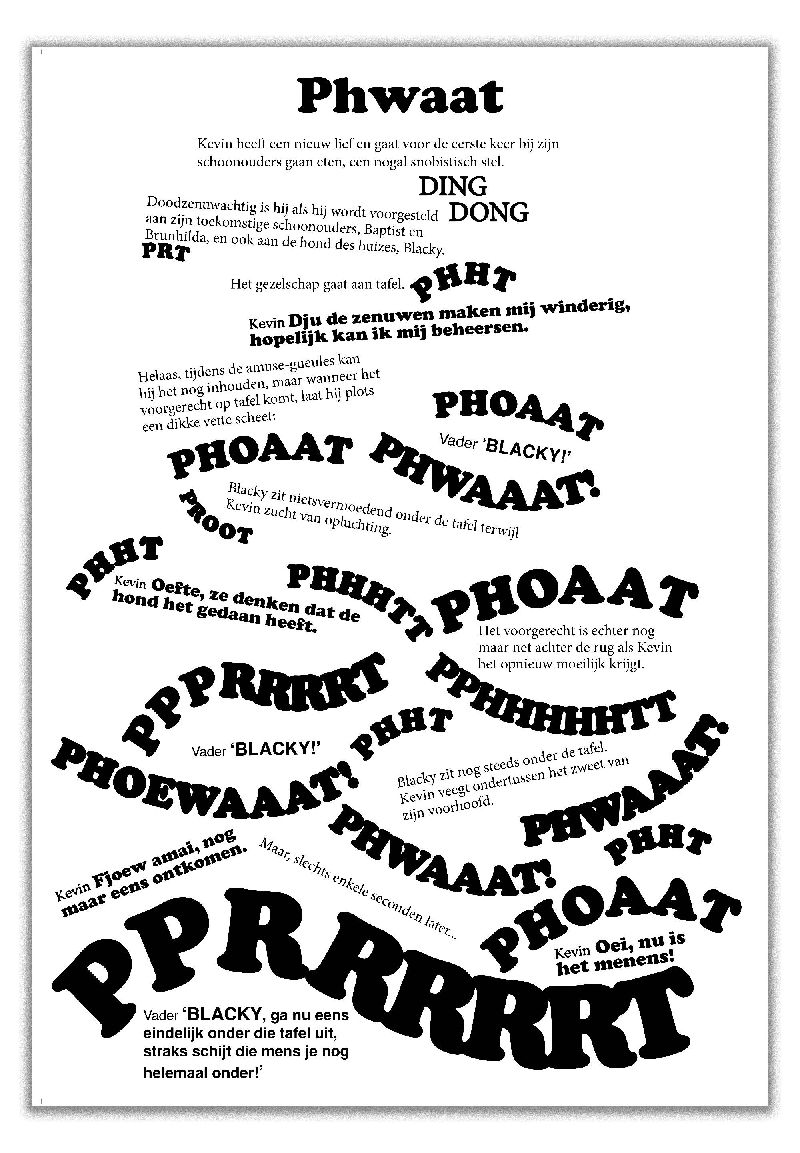 Phwaat
Kevin heeft een nieuw lief en gaat voor de eerste keer bij zijn
schoonouders gaan eten, een nogal snobistisch stel.
DING
DONG
Doodzenuwachtig is hij als hij wordt voorgesteld
aan zijn toekomstige schoonouders, Baptist en
Brunhilda, en ook aan de hond des huizes, Blacky.
PRT
Het gezelschap gaat aan tafel.
PHHT
Kevin Dju de zenuwen maken mij winderig,
hopelijk kan ik mij beheersen.
Helaas, tijdens de amuse-gueules kan
hij het nog inhouden, maar wanneer het
voorgerecht op tafel komt, laat hij plots
een dikke vette scheet:
PHOAAT
Vader ‘BLACKY!’
PHOAAT
PHWAAAT!
Blacky zit nietsvermoedend onder de tafel terwijl
Kevin zucht van opluchting.
PROOT
PHHT
Kevin Oefte, ze denken dat de
hond het gedaan heeft.
PHHHTT
PHOAAT
Het voorgerecht is echter nog
maar net achter de rug als Kevin
het opnieuw moeilijk krijgt.
PPPRRRRT
PPHHHHHTT
Vader ‘BLACKY!’
PHHT
PHOEWAAAT!
Blacky zit nog steeds onder de tafel.
Kevin veegt ondertussen het zweet van
zijn voorhoofd.
PHWAAAAT!
PHWAAAT!
PHHT
Kevin Fjoew amai, nog
maar eens ontkomen.
Maar, slechts enkele seconden later...
PHOAAT
Kevin Oei, nu is
het menens!
PPRRRRRRT
Vader ‘BLACKY, ga nu eens
eindelijk onder die tafel uit,
straks schijt die mens je nog
helemaal onder!’